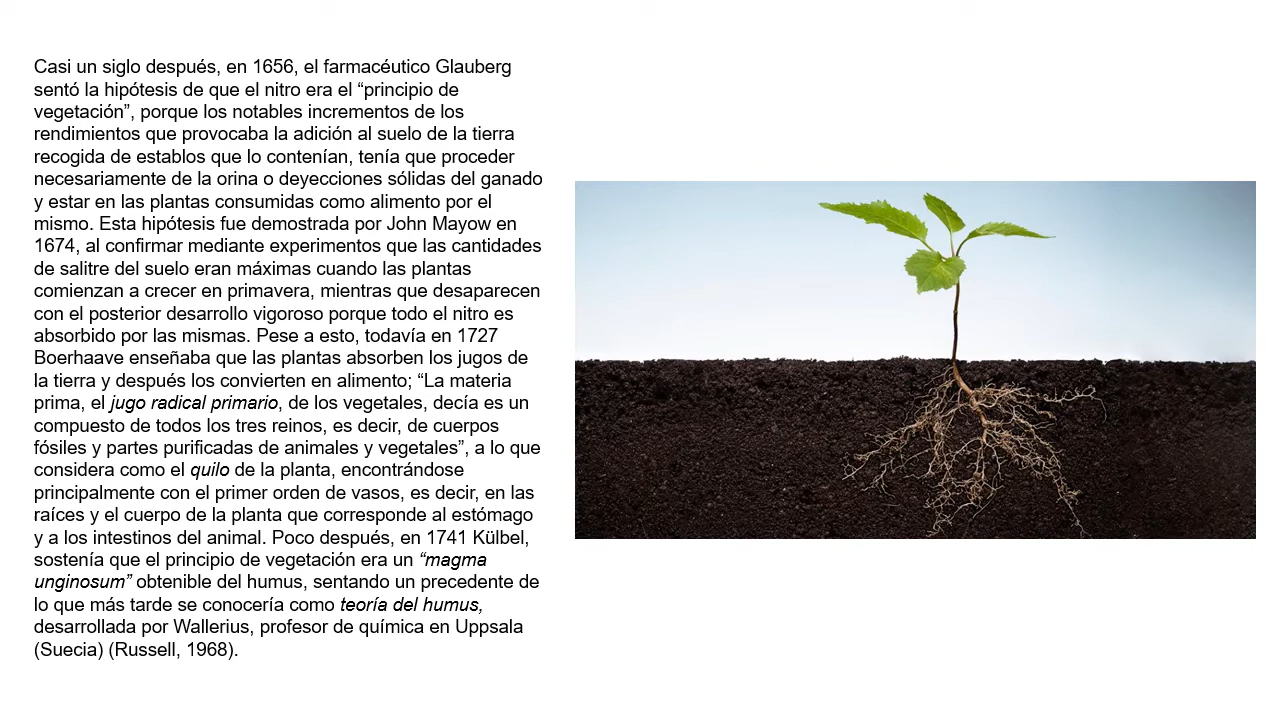 Casi un siglo después, en 1656, el farmacéutico Glauberg
sentó la hipótesis de que el nitro era el “principio de
vegetación”, porque los notables incrementos de los
rendimientos que provocaba la adición al suelo de la tierra
recogida de establos que lo contenían, tenía que proceder
necesariamente de la orina o deyecciones sólidas del ganado
y estar en las plantas consumidas como alimento por el
mismo. Esta hipótesis fue demostrada por John Mayow en
1674, al confirmar mediante experimentos que las cantidades
de salitre del suelo eran máximas cuando las plantas
comienzan a crecer en primavera, mientras que desaparecen
con el posterior desarrollo vigoroso porque todo el nitro es
absorbido por las mismas. Pese a esto, todavía en 1727
Boerhaave enseñaba que las plantas absorben los jugos de
la tierra y después los convierten en alimento; “La materia
prima, el jugo radical primario, de los vegetales, decía es un
compuesto de todos los tres reinos, es decir, de cuerpos
fósiles y partes purificadas de animales y vegetales”, a lo que
considera como el quilo de la planta, encontrándose
principalmente con el primer orden de vasos, es decir, en las
raíces y el cuerpo de la planta que corresponde al estómago
y a los intestinos del animal. Poco después, en 1741 Külbel,
sostenía que el principio de vegetación era un “magma
unginosum” obtenible del humus, sentando un precedente de
lo que más tarde se conocería como teoría del humus,
desarrollada por Wallerius, profesor de química en Uppsala
(Suecia) (Russell, 1968).